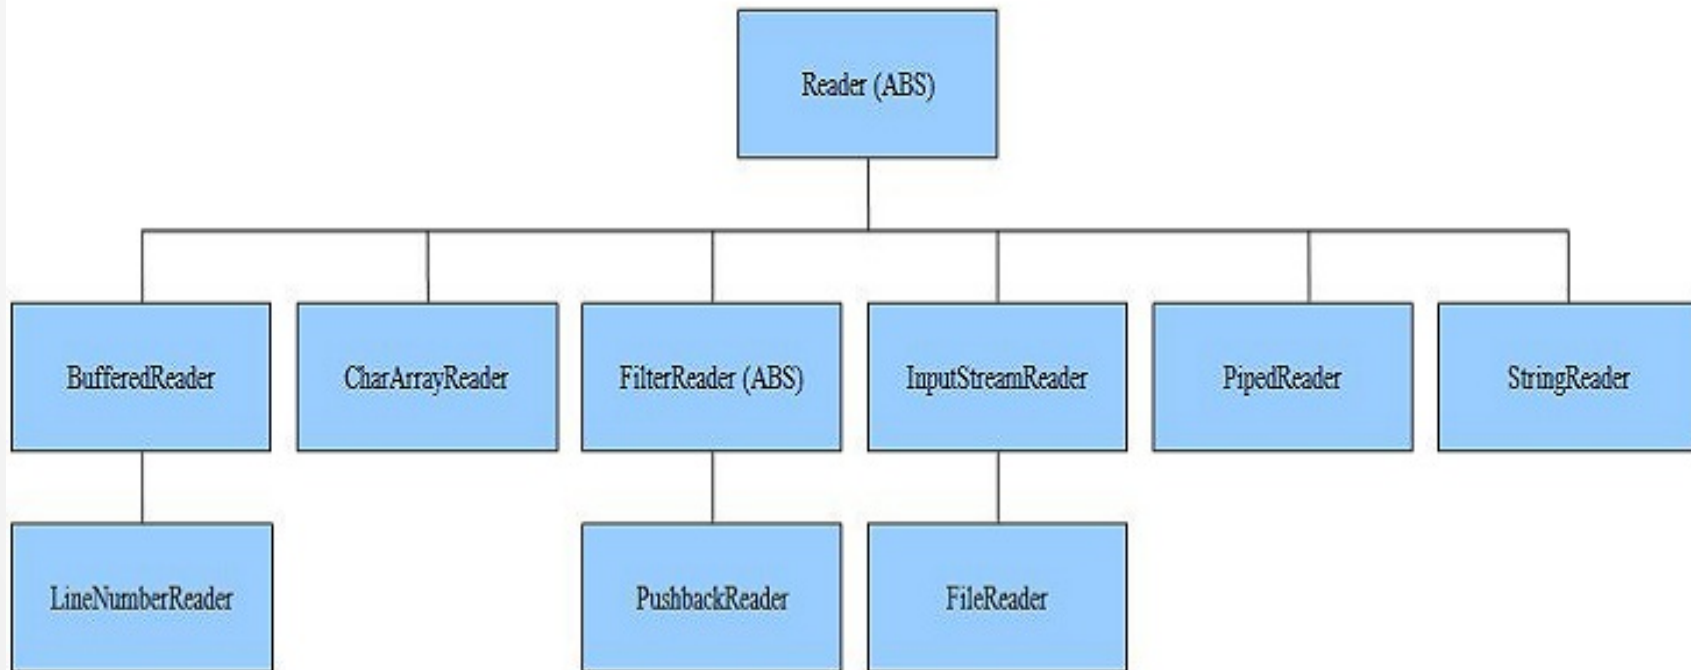 Reader (ABS)
BufferedReader
CharArrayReader
FilterReader (ABS)
InputStreamReader
PipedReader
StringReader
LineNumberReader
PushbackReader
FileReader